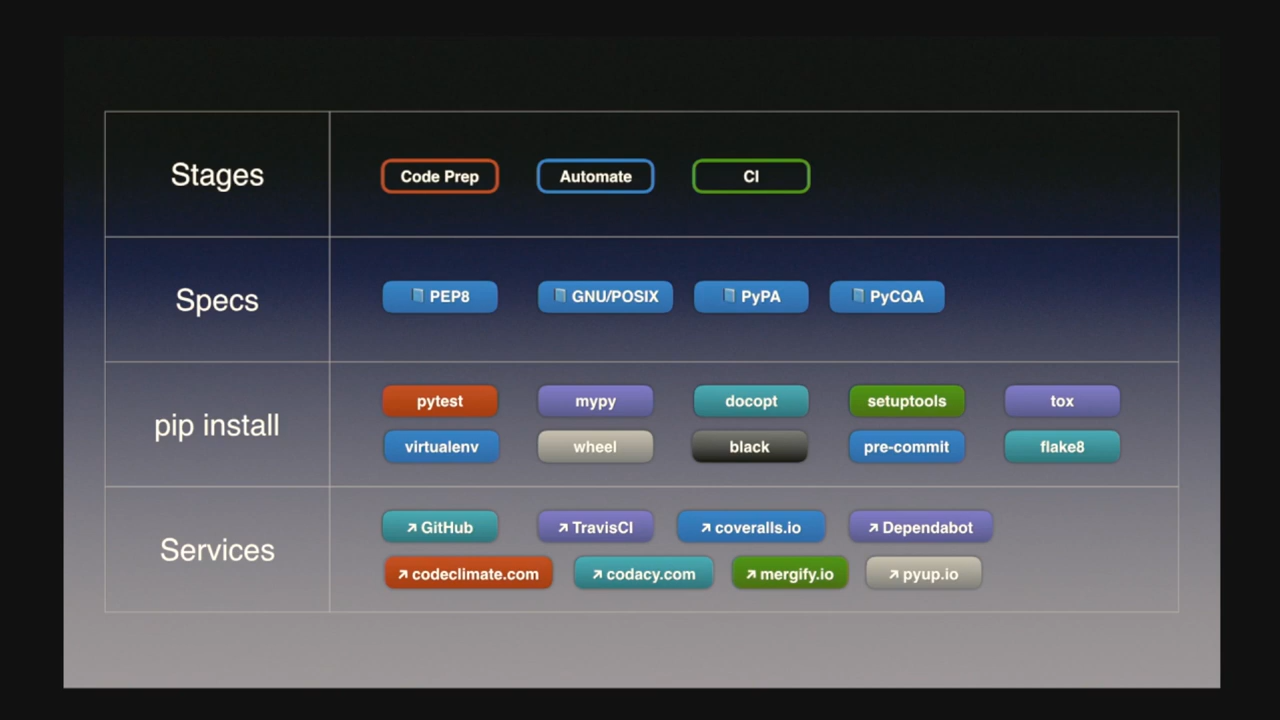 Stages
Code Prep Automate CI
Specs
PEP8 GNU/POSIX PyPA PyCQA
pip install
pytest mypy docopt setuptools tox
virtualenv wheel black pre-commit flake8
Services
GitHub TravisCI coveralls.io Dependabot
codeclimate.com codacy.com mergify.io pyup.io